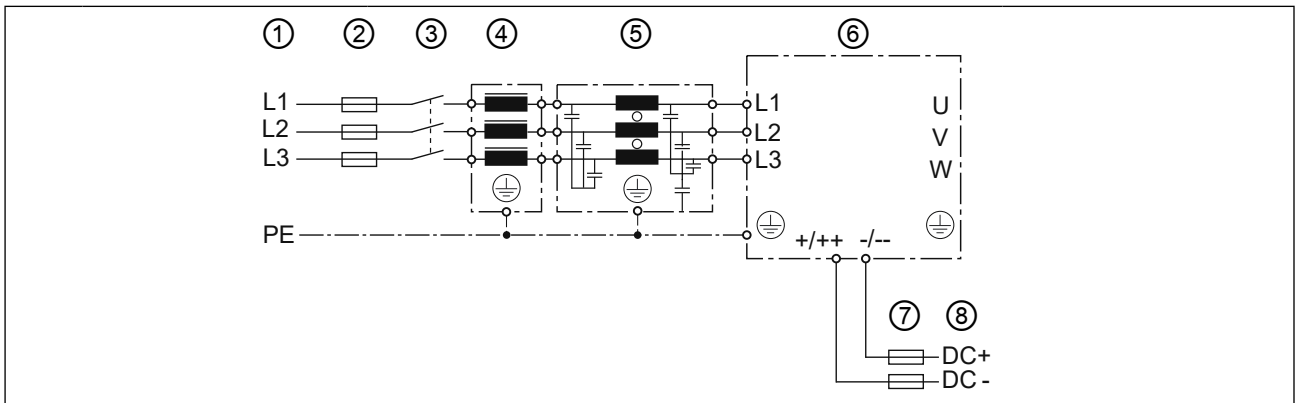 ① ② ③ ④ ⑤ ⑥
L1 L1 U
L2 L2 V
L3 L3 W
PE +/++ -/--
⑦ ⑧
DC+
DC -